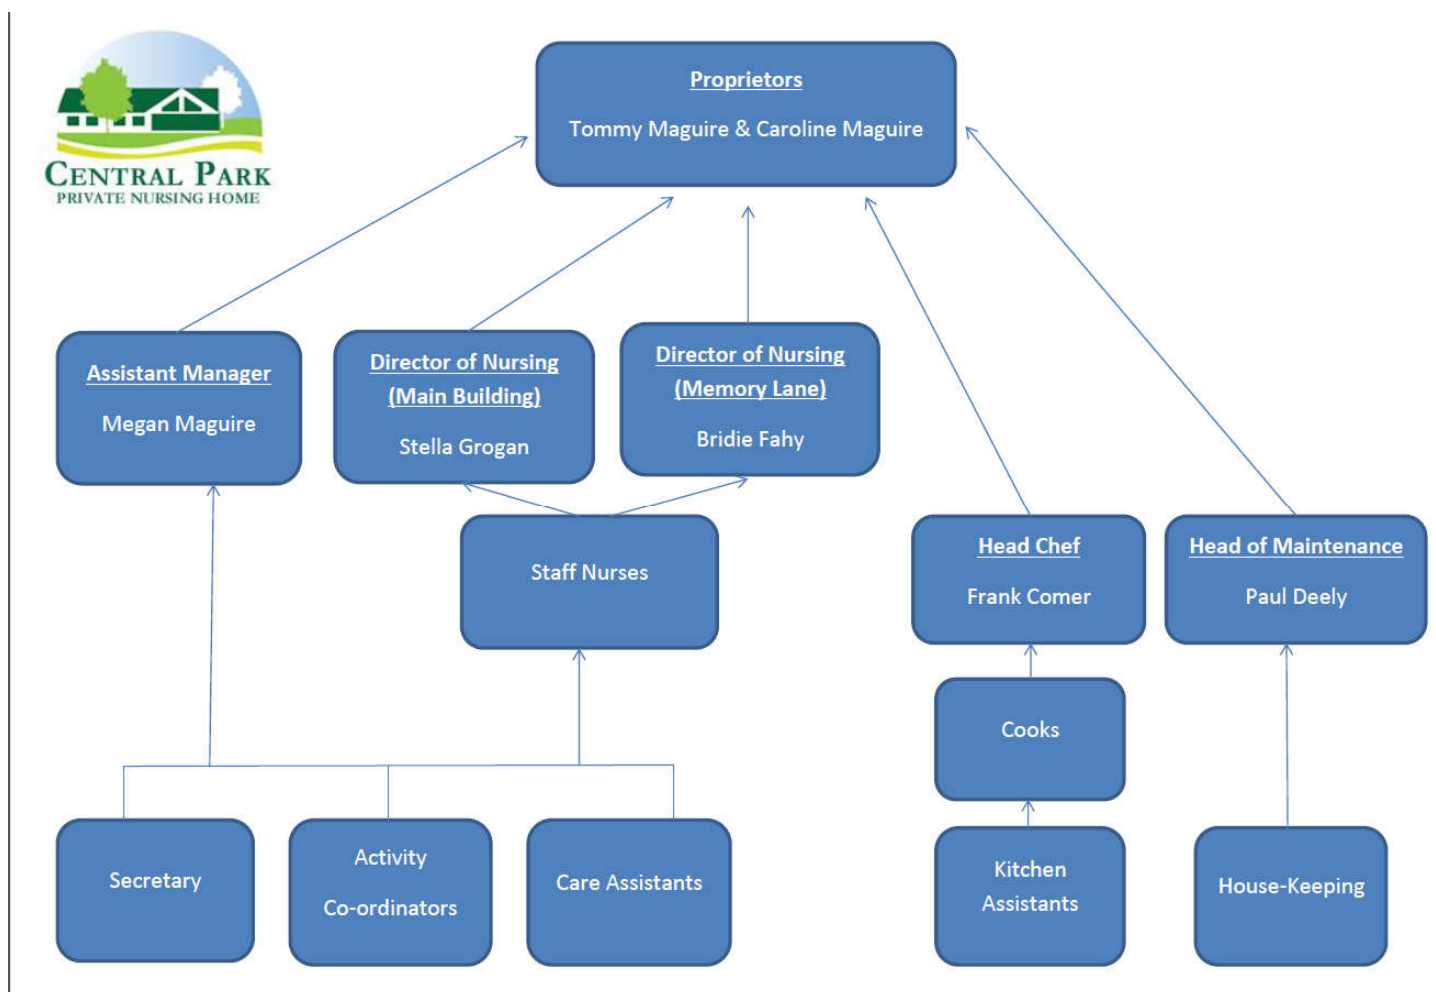 CENTRAL PARK
PRIVATE NURSING HOME
Proprietors
Tommy Maguire & Caroline Maguire
Assistant Manager
Megan Maguire
Director of Nursing
(Main Building)
Stella Grogan
Director of Nursing
(Memory Lane)
Bridie Fahy
Staff Nurses
Head Chef
Frank Comer
Head of Maintenance
Paul Deely
Cooks
Secretary
Activity
Co-ordinators
Care Assistants
Kitchen
Assistants
House-Keeping